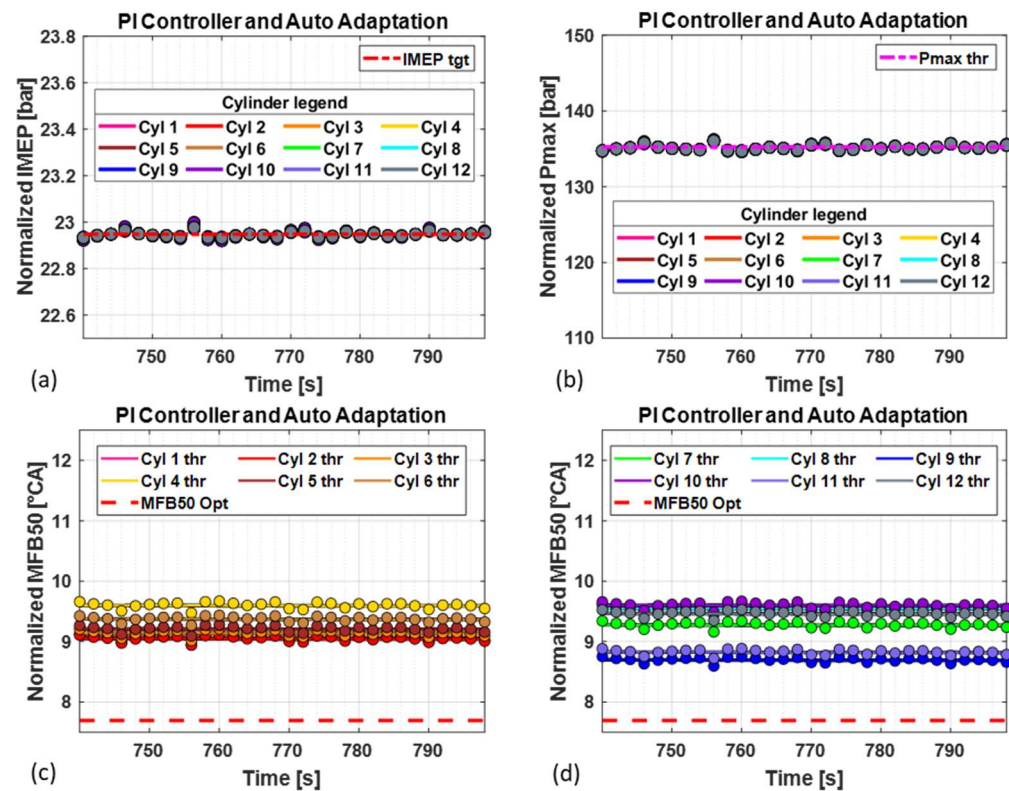 PI Controller and Auto Adaptation
23.8
23.6
23.4
23.2
23
22.8
22.6
Normalized IMEP [bar]
IMEP tgt
Cylinder legend
Cyl 1 Cyl 2 Cyl 3 Cyl 4
Cyl 5 Cyl 6 Cyl 7 Cyl 8
Cyl 9 Cyl 10 Cyl 11 Cyl 12
750 760 770 780 790
Time [s]
(a)
PI Controller and Auto Adaptation
150
140
130
120
110
Normalized Pmax [bar]
Pmax thr
Cylinder legend
Cyl 1 Cyl 2 Cyl 3 Cyl 4
Cyl 5 Cyl 6 Cyl 7 Cyl 8
Cyl 9 Cyl 10 Cyl 11 Cyl 12
750 760 770 780 790
Time [s]
(b)
PI Controller and Auto Adaptation
12
11
10
9
8
Normalized MFB50 [°CA]
Cyl 1 thr Cyl 2 thr Cyl 3 thr
Cyl 4 thr Cyl 5 thr Cyl 6 thr
MFB50 Opt
750 760 770 780 790
Time [s]
(c)
PI Controller and Auto Adaptation
12
11
10
9
8
Normalized MFB50 [°CA]
Cyl 7 thr Cyl 8 thr Cyl 9 thr
Cyl 10 thr Cyl 11 thr Cyl 12 thr
MFB50 Opt
750 760 770 780 790
Time [s]
(d)